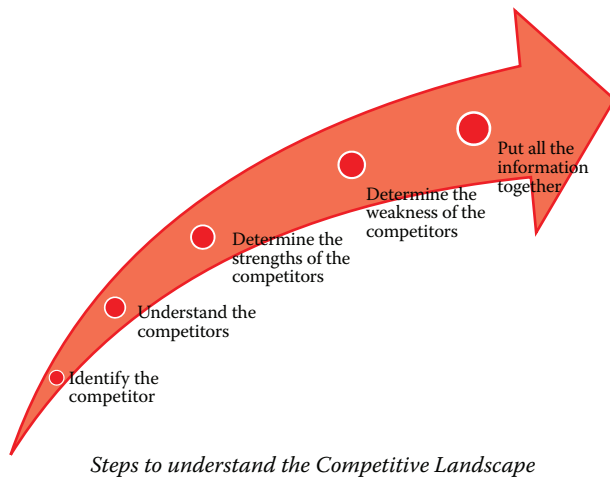 Put all the
information
together
Determine the
weakness of the
competitors
Determine the
strengths of the
competitors
Understand the
competitors
Identify the
competitor
Steps to understand the Competitive Landscape